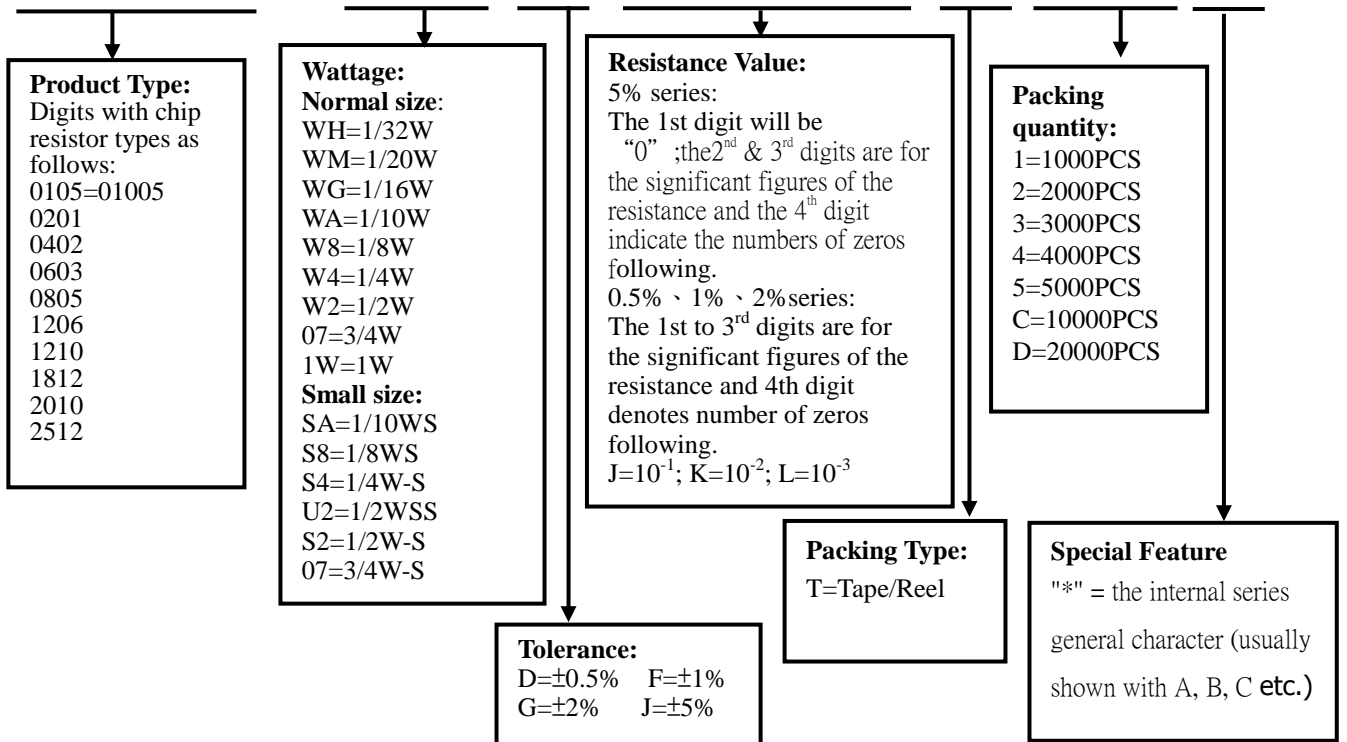 Product Type:
Digits with chip
resistor types as
follows:
0105=01005
0201
0402
0603
0805
1206
1210
1812
2010
2512
Wattage:
Normal size:
WH=1/32W
WM=1/20W
WG=1/16W
WA=1/10W
W8=1/8W
W4=1/4W
W2=1/2W
07=3/4W
1W=1W
Small size:
SA=1/10WS
S8=1/8WS
S4=1/4W-S
U2=1/2WSS
S2=1/2W-S
07=3/4W-S
Tolerance:
D=±0.5% F=±1%
G=±2% J=±5%
Resistance Value:
5% series:
The 1st digit will be
“0” ;the2nd & 3rd digits are for
the significant figures of the
resistance and the 4th digit
indicate the numbers of zeros
following.
0.5%、1%、2%series:
The 1st to 3rd digits are for
the significant figures of the
resistance and 4th digit
denotes number of zeros
following.
J=10-1; K=10-2; L=10-3
Packing Type:
T=Tape/Reel
Packing
quantity:
1=1000PCS
2=2000PCS
3=3000PCS
4=4000PCS
5=5000PCS
C=10000PCS
D=20000PCS
Special Feature
"*" = the internal series
general character (usually
shown with A, B, C etc.)